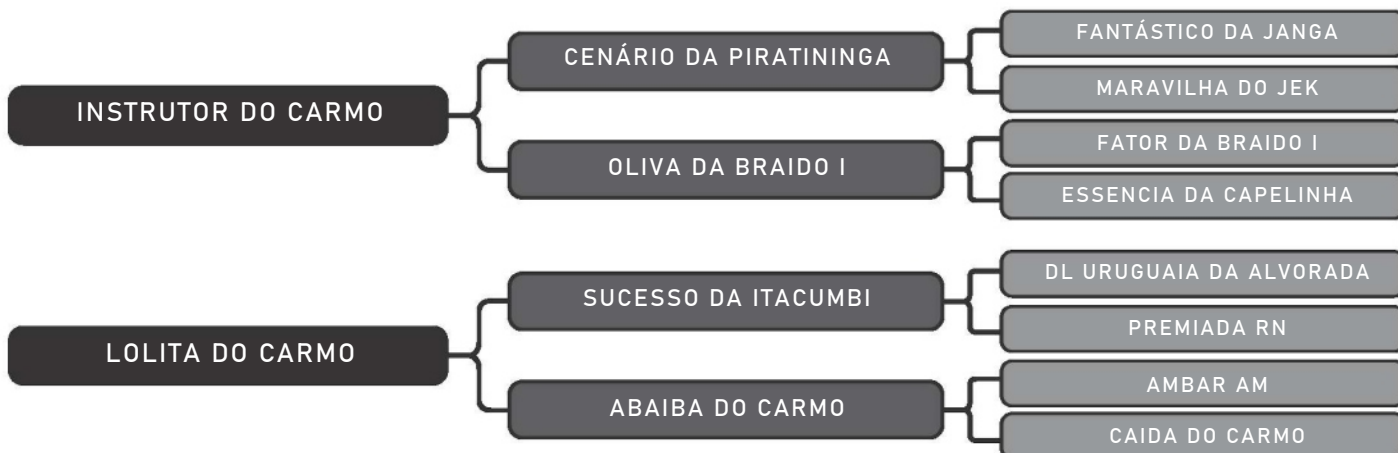 INSTRUTOR DO CARMO
CENÁRIO DA PIRATININGA
FANTÁSTICO DA JANGA
MARAVILHA DO JEK
OLIVA DA BRAIDO I
FATOR DA BRAIDO I
ESSENCIA DA CAPELINHA
LOLITA DO CARMO
SUCESSO DA ITACUMBI
DL URUGUAIA DA ALVORADA
PREMIADA RN
ABAIBA DO CARMO
AMBAR AM
CAIDA DO CARMO